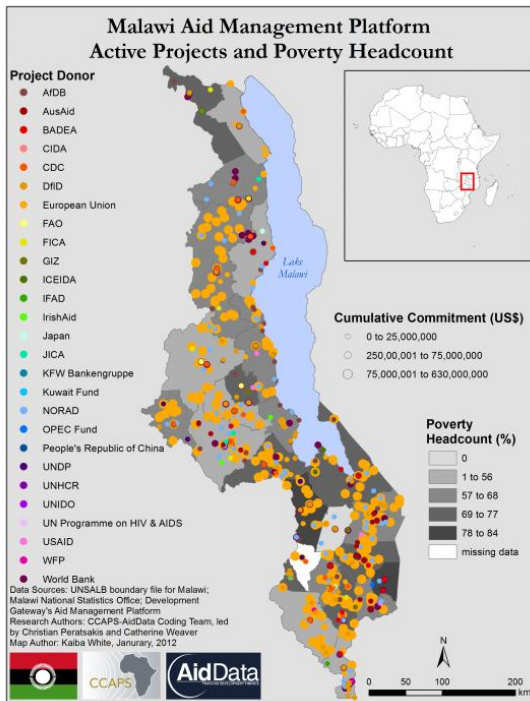 Malawi Aid Management Platform
Active Projects and Poverty Headcount
Project Donor
AfDB
AusAid
BADEA
CIDA
CDC
DfID
European Union
FAO
FICA
GIZ
ICEIDA
IFAD
IrishAid
Japan
JICA
KFW Bankengruppe
Kuwait Fund
NORAD
OPEC Fund
People's Republic of China
UNDP
UNHCR
UNIDO
UN Programme on HIV & AIDS
USAID
WFP
World Bank
Lake
Malawi
Cumulative Commitment (US$)
0 to 25,000,000
250,00,001 to 75,000,000
75,000,001 to 630,000,000
Poverty
Headcount (%)
0
1 to 56
57 to 68
69 to 77
78 to 84
missing data
Data Sources: UNSALB boundary file for Malawi;
Malawi National Statistics Office; Development
Gateway's Aid Management Platform
Research Authors: CCAPS-AidData Coding Team, led
by Christian Peratsakis and Catherine Weaver
Map Author: Kaiba White, Janurary, 2012
CCAPS
AidData
N
0 50 100 200 km